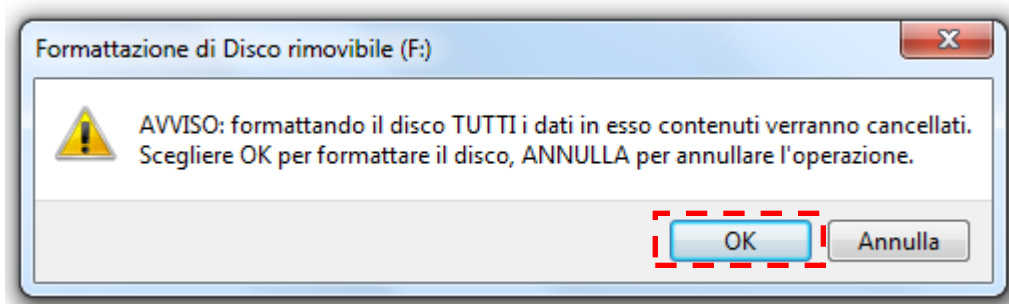 Formattazione di Disco rimovibile (F:)
AVVISO: formattando il disco TUTTI i dati in esso contenuti verranno cancellati.
Scegliere OK per formattare il disco, ANNULLA per annullare l'operazione.
OK
Annulla